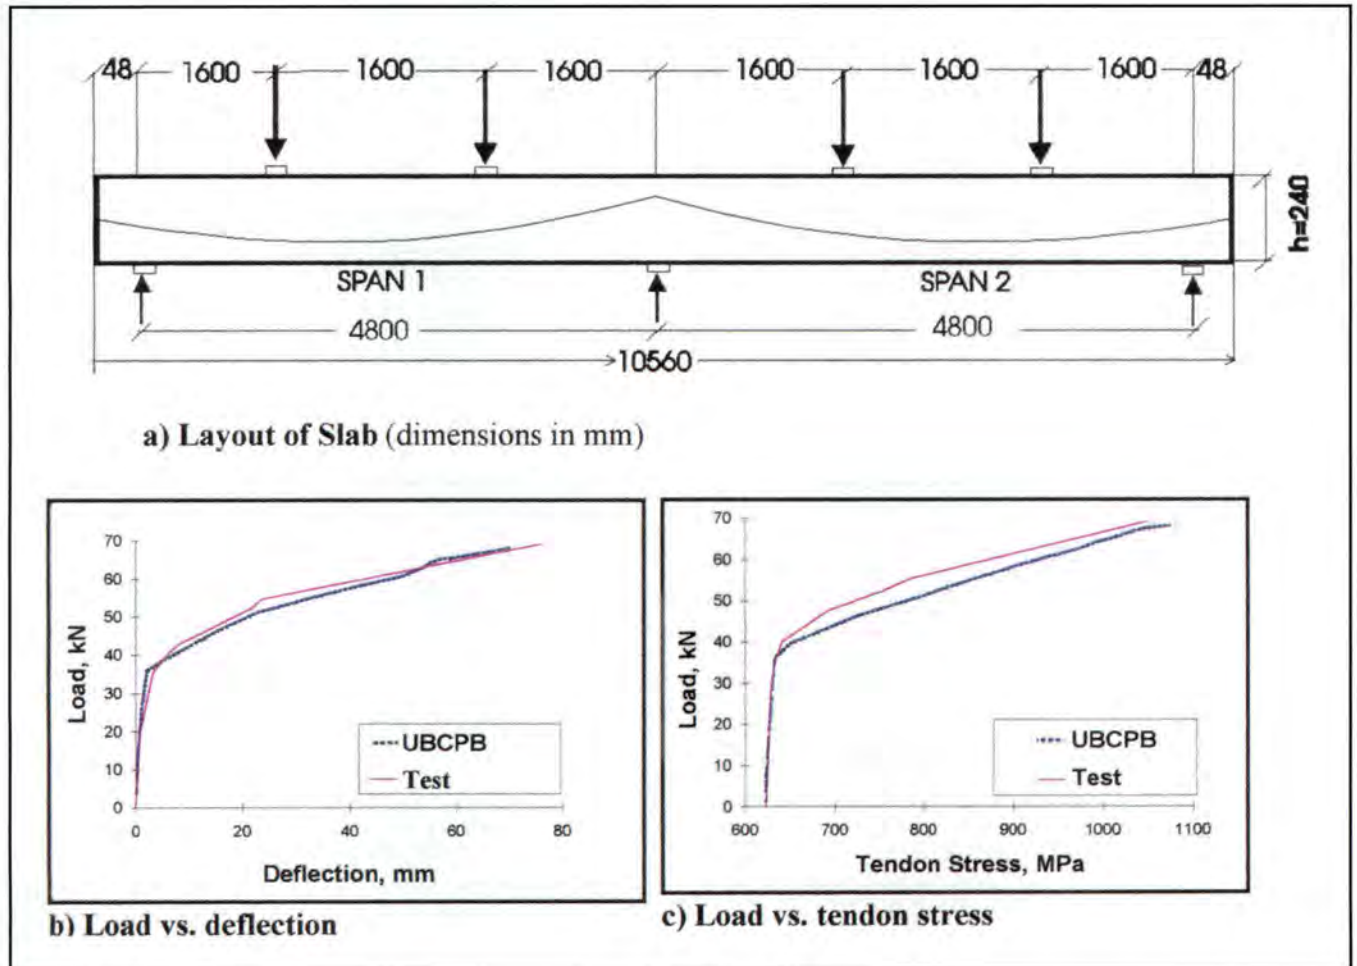 48 1600 1600 1600 1600 1600 1600 48
h=240
SPAN 1 SPAN 2
4800 4800
10560
a) Layout of Slab (dimensions in mm)
70
60
50
40
30
20
10
0
Load, kN
UBCPB
Test
0 20 40 60 80
Deflection, mm
b) Load vs. deflection
70
60
50
40
30
20
10
0
Load, kN
UBCPB
Test
600 700 800 900 1000 1100
Tendon Stress, MPa
c) Load vs. tendon stress